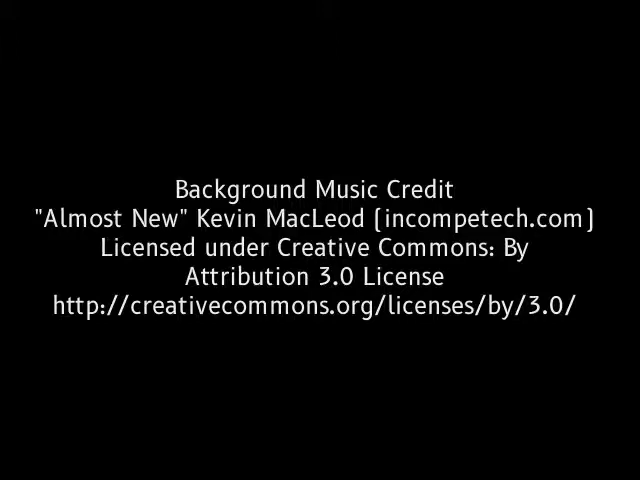 Background Music Credit
"Almost New" Kevin MacLeod (incompetech.com)
Licensed under Creative Commons: By
Attribution 3.0 License
http://creativecommons.org/licenses/by/3.0/